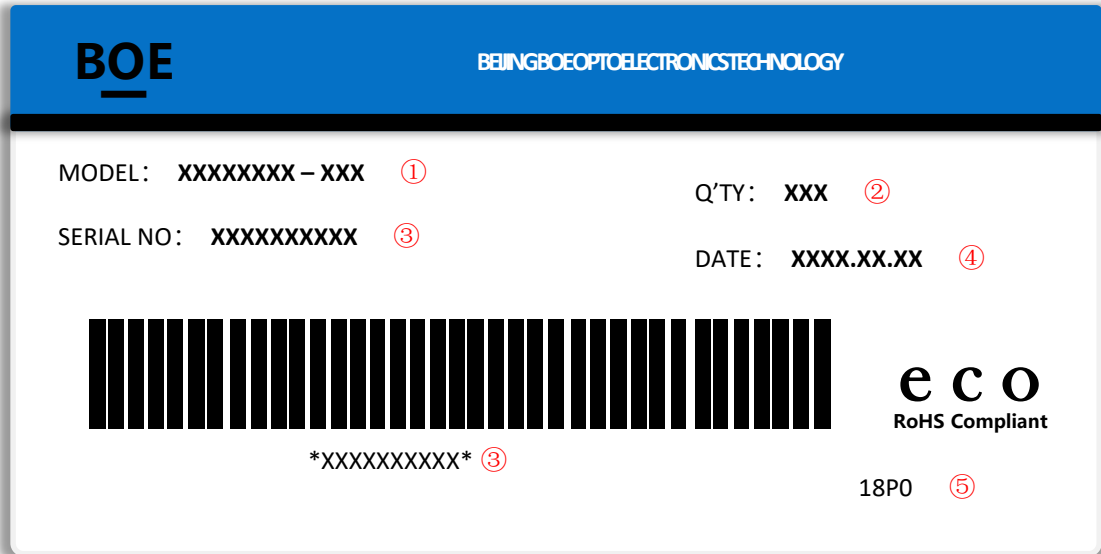 BOE
BEIJINGBOEOPTOELECTRONICSTECHNOLOGY
MODEL： XXXXXXXX – XXX ①
Q’TY： XXX ②
SERIAL NO： XXXXXXXXXX ③
DATE： XXXX.XX.XX ④
e c o
RoHS Compliant
*XXXXXXXXXX* ③
18P0 ⑤